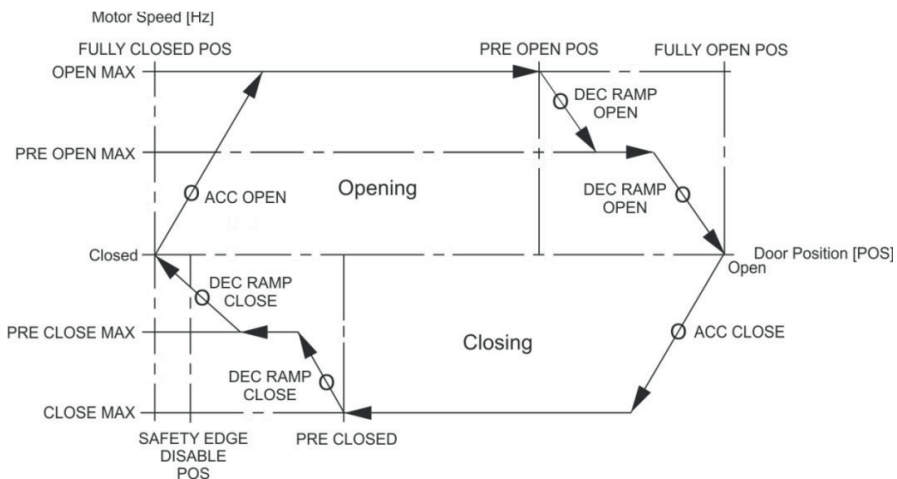 Motor Speed [Hz]
FULLY CLOSED POS
PRE OPEN POS
FULLY OPEN POS
OPEN MAX
DEC RAMP
OPEN
PRE OPEN MAX
ACC OPEN
Opening
DEC RAMP
OPEN
Closed
Door Position [POS]
Open
DEC RAMP
CLOSE
PRE CLOSE MAX
Closing
ACC CLOSE
DEC RAMP
CLOSE
CLOSE MAX
SAFETY EDGE
DISABLE
POS
PRE CLOSED